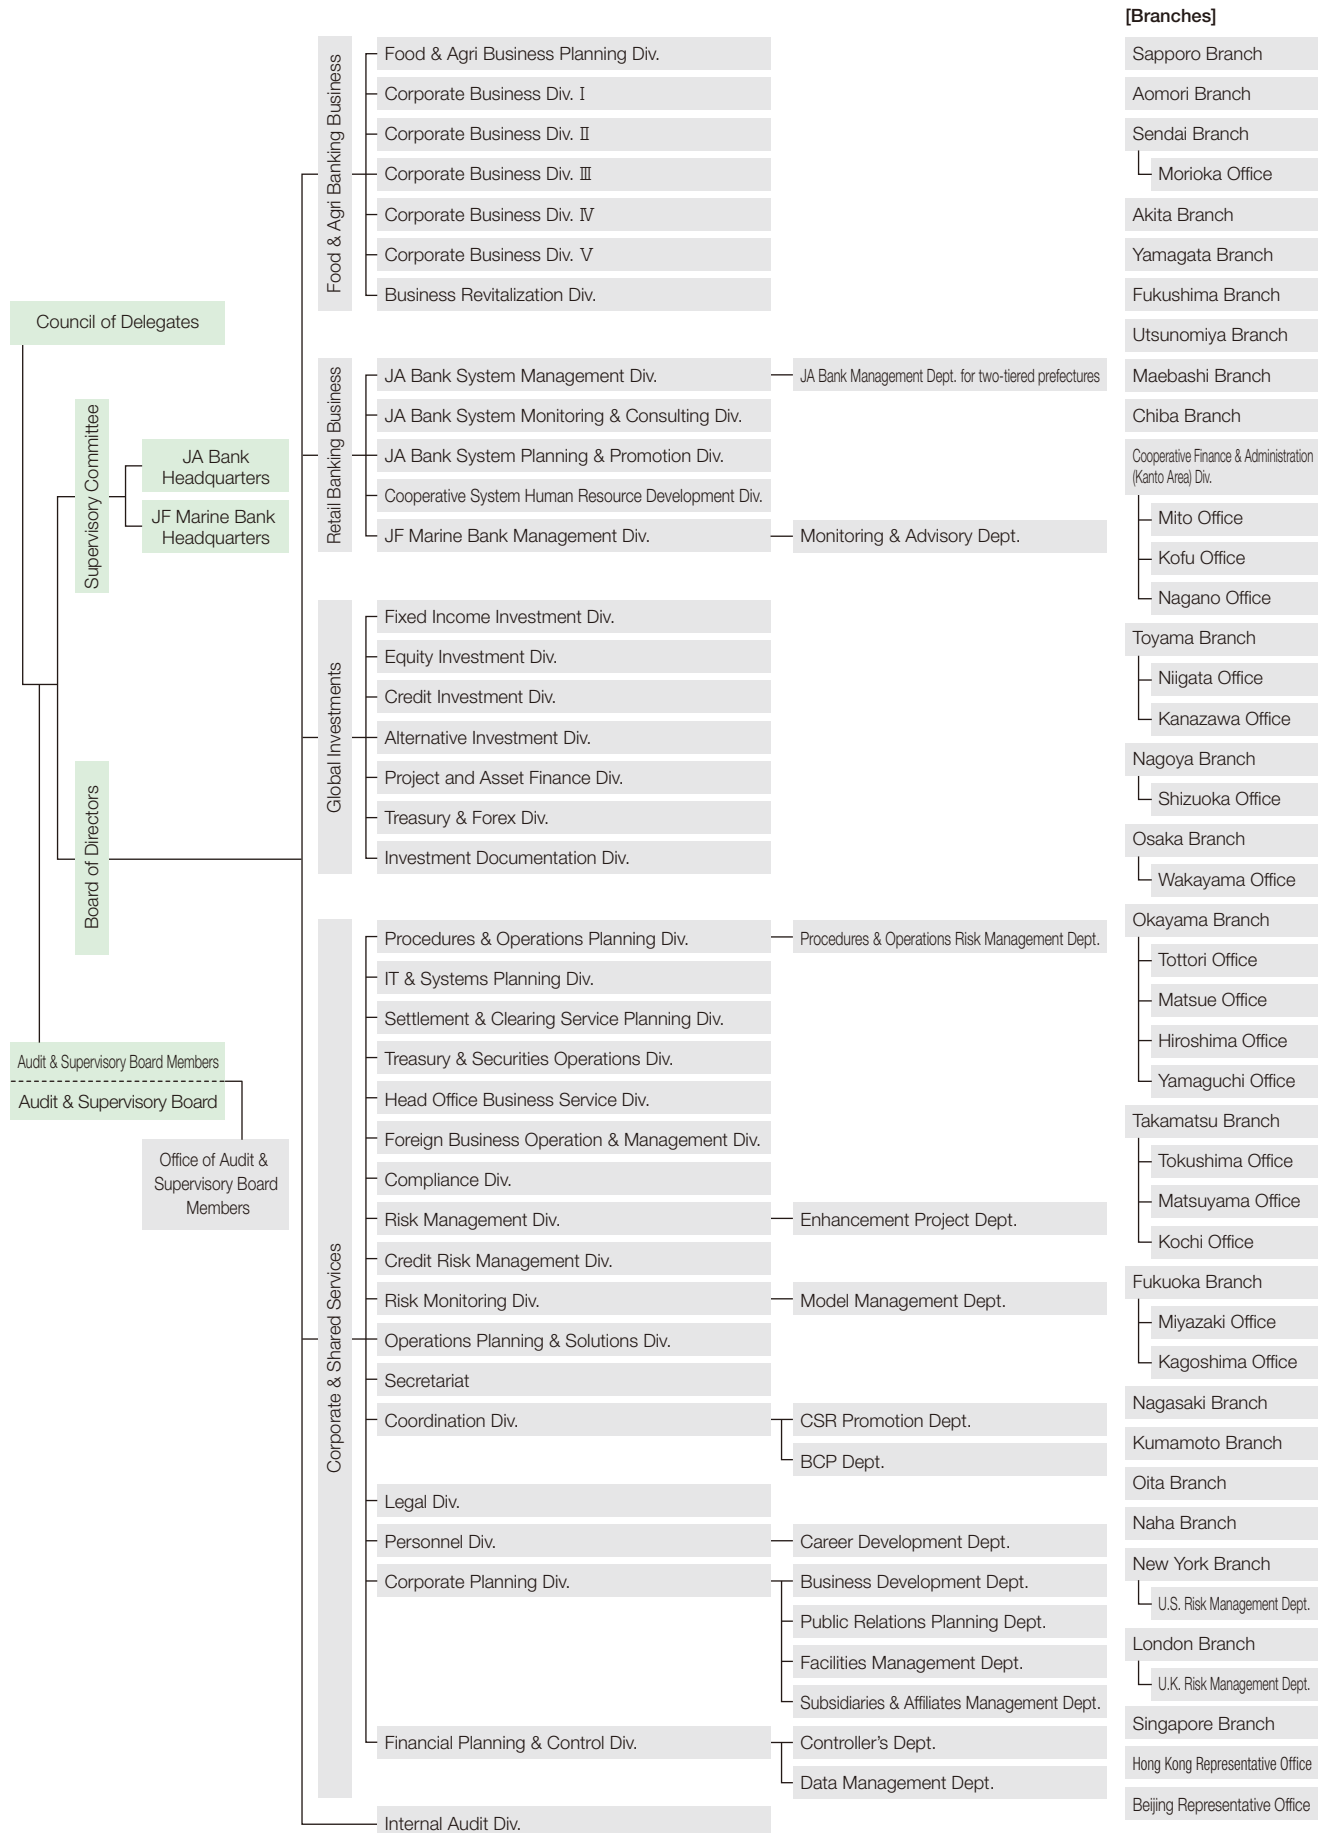 Council of Delegates
Supervisory Committee
JA Bank
Headquarters
JF Marine Bank
Headquarters
Board of Directors
Audit & Supervisory Board Members
Audit & Supervisory Board
Office of Audit &
Supervisory Board
Members
Food & Agri Banking Business
Food & Agri Business Planning Div.
Corporate Business Div. Ⅰ
Corporate Business Div. Ⅱ
Corporate Business Div. Ⅲ
Corporate Business Div. Ⅳ
Corporate Business Div. Ⅴ
Business Revitalization Div.
Retail Banking Business
JA Bank System Management Div.
JA Bank Management Dept. for two-tiered prefectures
JA Bank System Monitoring & Consulting Div.
JA Bank System Planning & Promotion Div.
Cooperative System Human Resource Development Div.
JF Marine Bank Management Div.
Monitoring & Advisory Dept.
Global Investments
Fixed Income Investment Div.
Equity Investment Div.
Credit Investment Div.
Alternative Investment Div.
Project and Asset Finance Div.
Treasury & Forex Div.
Investment Documentation Div.
Corporate & Shared Services
Procedures & Operations Planning Div.
Procedures & Operations Risk Management Dept.
IT & Systems Planning Div.
Settlement & Clearing Service Planning Div.
Treasury & Securities Operations Div.
Head Office Business Service Div.
Foreign Business Operation & Management Div.
Compliance Div.
Risk Management Div.
Enhancement Project Dept.
Credit Risk Management Div.
Risk Monitoring Div.
Model Management Dept.
Operations Planning & Solutions Div.
Secretariat
Coordination Div.
CSR Promotion Dept.
BCP Dept.
Legal Div.
Personnel Div.
Career Development Dept.
Corporate Planning Div.
Business Development Dept.
Public Relations Planning Dept.
Facilities Management Dept.
Subsidiaries & Affiliates Management Dept.
Financial Planning & Control Div.
Controller's Dept.
Data Management Dept.
Internal Audit Div.
[Branches]
Sapporo Branch
Aomori Branch
Sendai Branch
Morioka Office
Akita Branch
Yamagata Branch
Fukushima Branch
Utsunomiya Branch
Maebashi Branch
Chiba Branch
Cooperative Finance & Administration
(Kanto Area) Div.
Mito Office
Kofu Office
Nagano Office
Toyama Branch
Niigata Office
Kanazawa Office
Nagoya Branch
Shizuoka Office
Osaka Branch
Wakayama Office
Okayama Branch
Tottori Office
Matsue Office
Hiroshima Office
Yamaguchi Office
Takamatsu Branch
Tokushima Office
Matsuyama Office
Kochi Office
Fukuoka Branch
Miyazaki Office
Kagoshima Office
Nagasaki Branch
Kumamoto Branch
Oita Branch
Naha Branch
New York Branch
U.S. Risk Management Dept.
London Branch
U.K. Risk Management Dept.
Singapore Branch
Hong Kong Representative Office
Beijing Representative Office